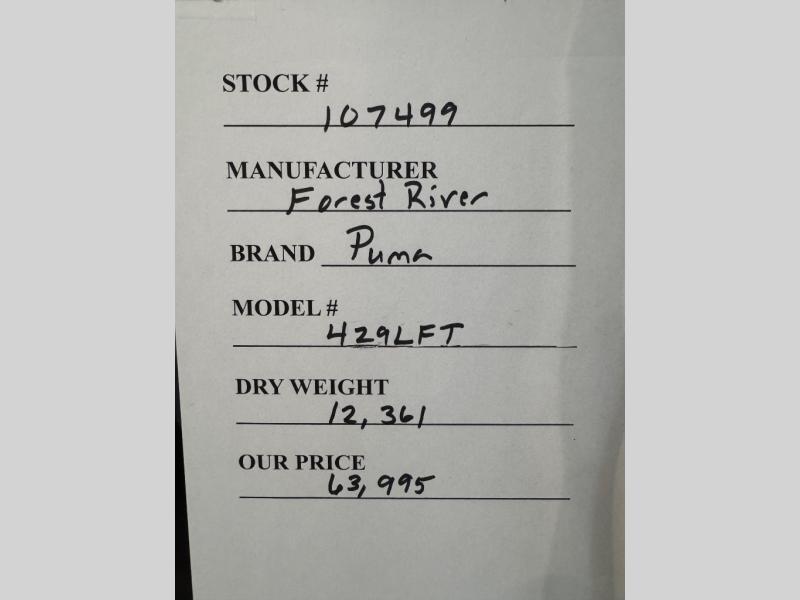 STOCK #
107499
MANUFACTURER
Forest River
BRAND Puma
MODEL #
429LFT
DRY WEIGHT
12,361
OUR PRICE
63,995